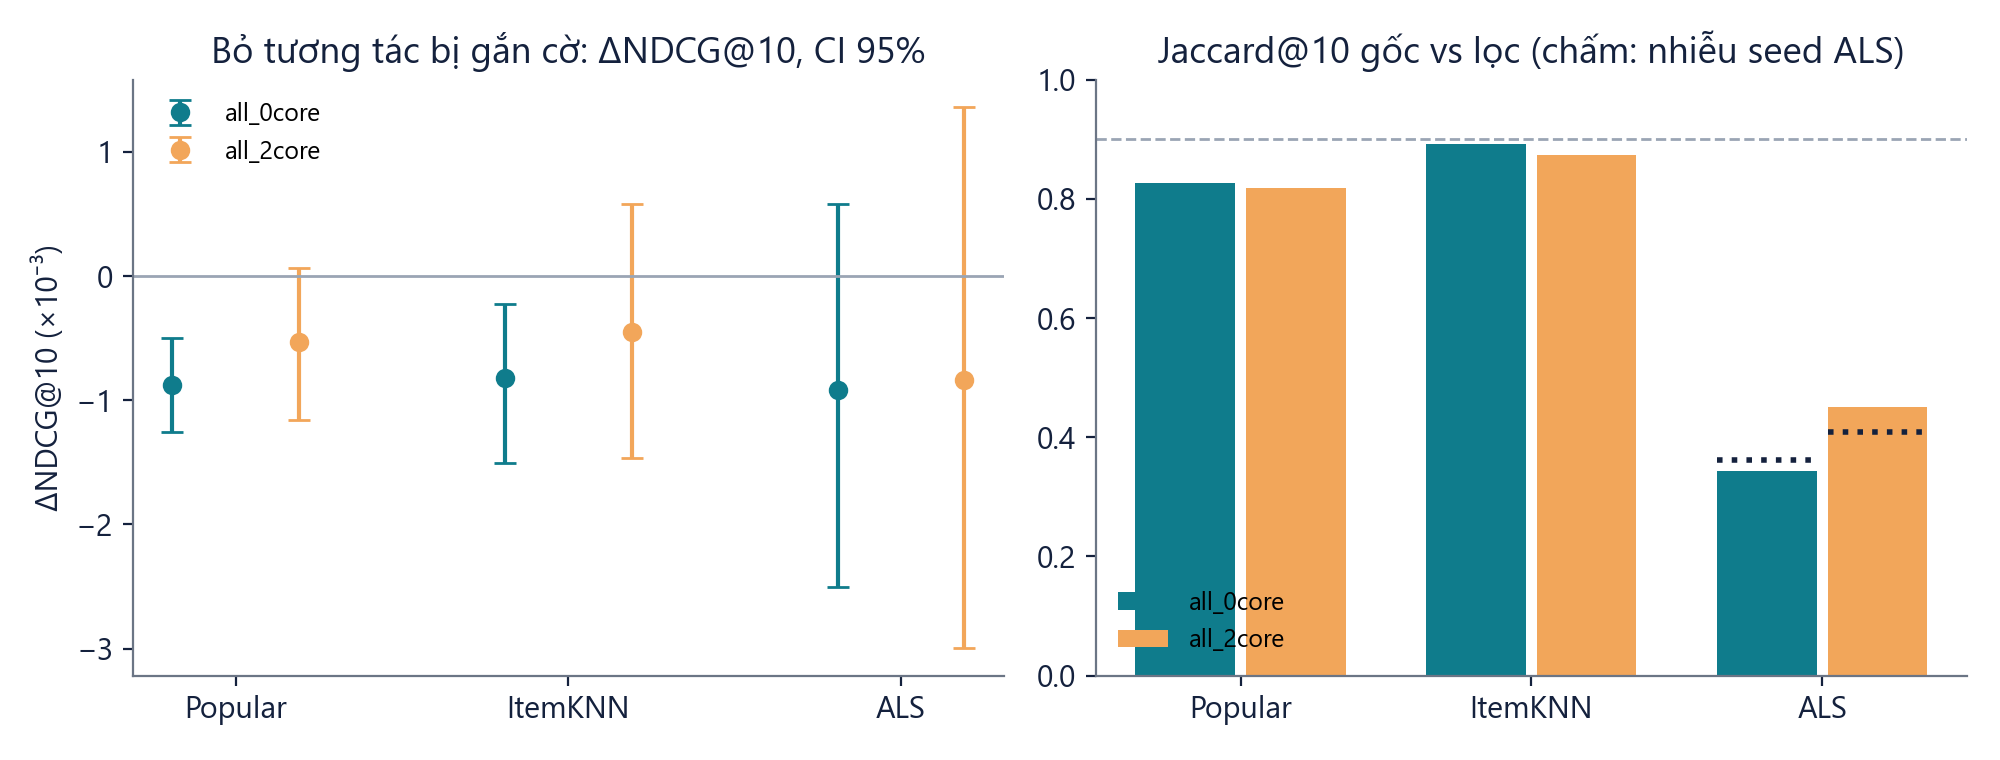 Bỏ tương tác bị gắn cờ: ΔNDCG@10, CI 95%
all_0core
all_2core
ΔNDCG@10 (×10⁻³)
1
0
−1
−2
−3
Popular
ItemKNN
ALS
Jaccard@10 gốc vs lọc (chấm: nhiễu seed ALS)
1.0
0.8
0.6
0.4
0.2
0.0
all_0core
all_2core
Popular
ItemKNN
ALS